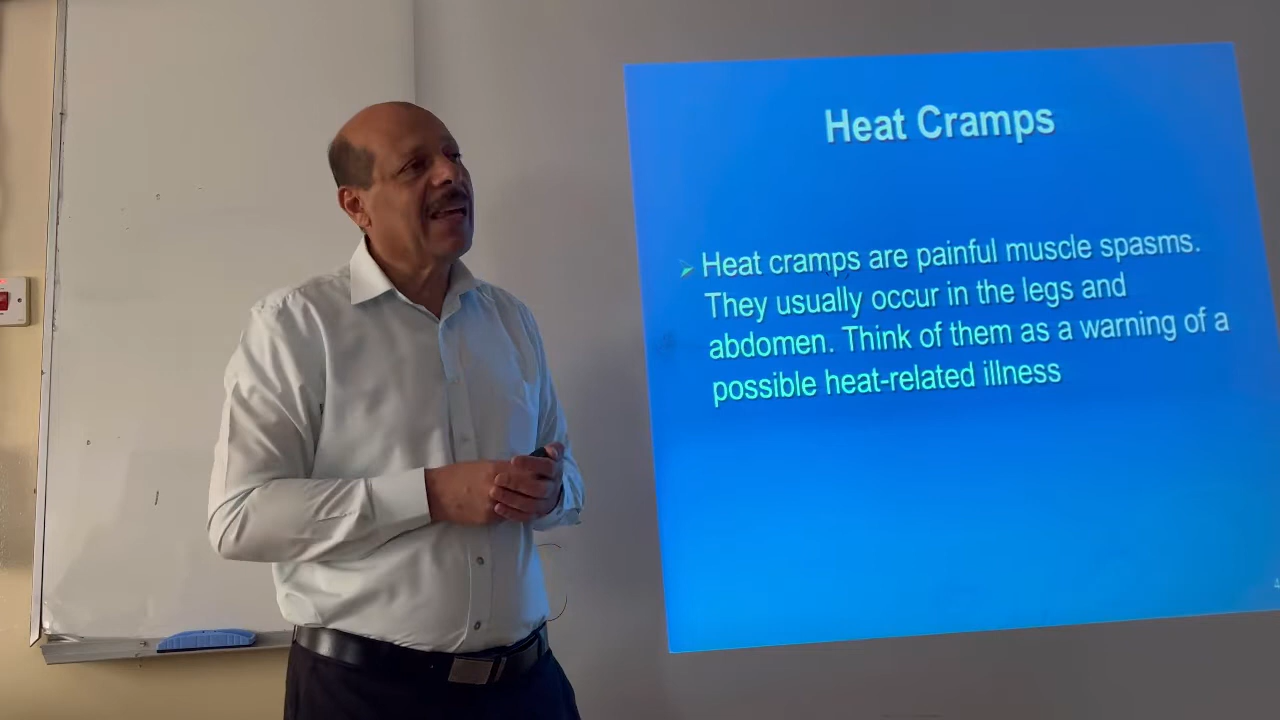 Heat Cramps
Heat cramps are painful muscle spasms.
They usually occur in the legs and
abdomen. Think of them as a warning of a
possible heat-related illness